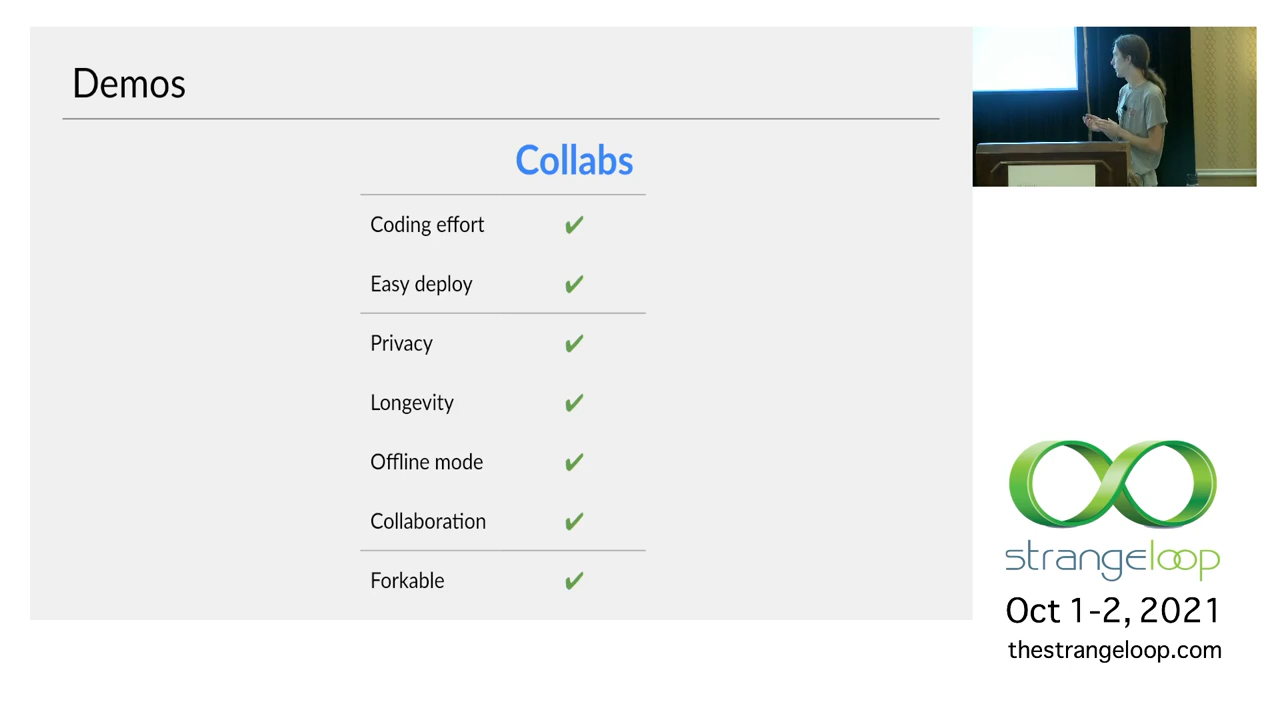 Demos
Collabs
Coding effort ✔
Easy deploy ✔
Privacy ✔
Longevity ✔
Offline mode ✔
Collaboration ✔
Forkable ✔
strangeloop
Oct 1-2, 2021
thestrangeloop.com